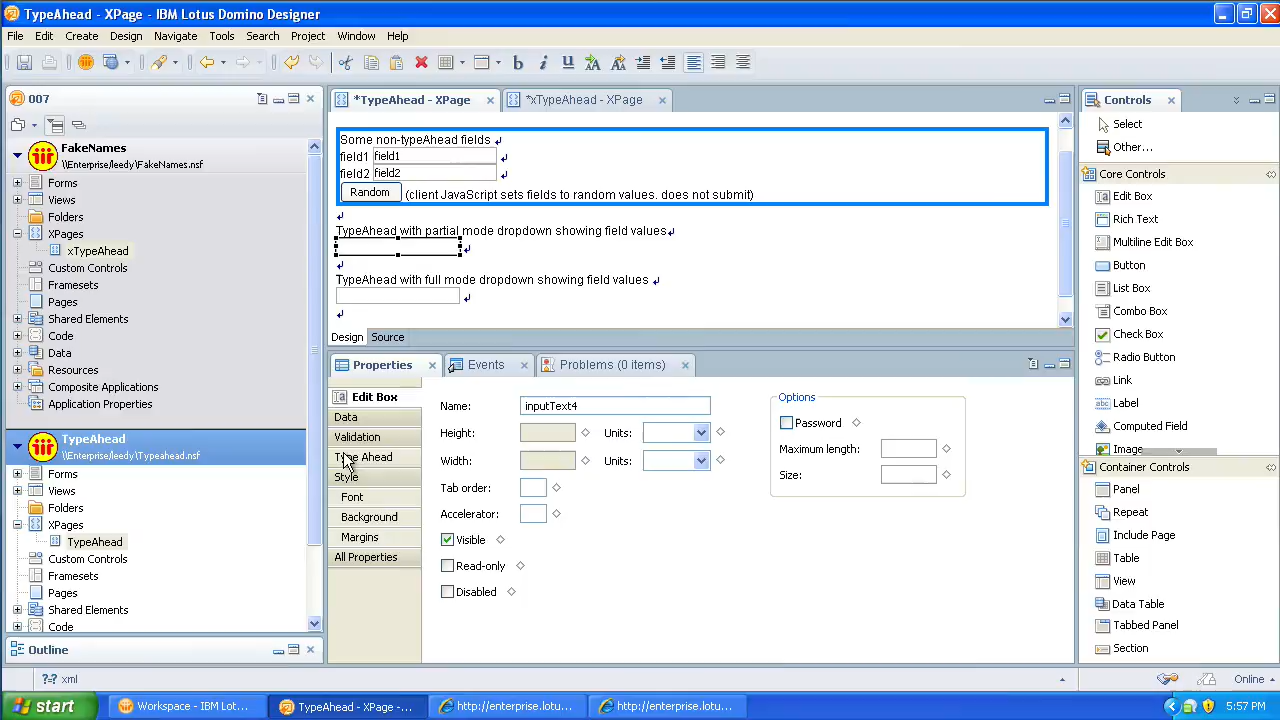 TypeAhead - XPage - IBM Lotus Domino Designer
File Edit Create Design Navigate Tools Search Project Window Help
007
FakeNames
\\Enterprise/leedy/FakeNames.nsf
Forms
Views
Folders
XPages
xTypeAhead
Custom Controls
Framesets
Pages
Shared Elements
Code
Data
Resources
Composite Applications
Application Properties
TypeAhead
\\Enterprise/leedy/Typeahead.nsf
Forms
Views
Folders
XPages
TypeAhead
Custom Controls
Framesets
Pages
Shared Elements
Code
Outline
*TypeAhead - XPage
*xTypeAhead - XPage
Some non-typeAhead fields
field1 field1
field2 field2
Random (client JavaScript sets fields to random values. does not submit)
TypeAhead with partial mode dropdown showing field values
TypeAhead with full mode dropdown showing field values
Design Source
Properties Events Problems (0 items)
Edit Box
Data
Validation
Type Ahead
Style
Font
Background
Margins
All Properties
Name: inputText4
Height: Units:
Width: Units:
Tab order:
Accelerator:
Visible
Read-only
Disabled
Options
Password
Maximum length:
Size:
Controls
Select
Other...
Core Controls
Edit Box
Rich Text
Multiline Edit Box
Button
List Box
Combo Box
Check Box
Radio Button
Link
Label
Computed Field
Image
Container Controls
Panel
Repeat
Include Page
Table
View
Data Table
Tabbed Panel
Section
?-? xml
Online
start
Workspace - IBM Lot...
TypeAhead - XPage -...
http://enterprise.lotu...
http://enterprise.lotu...
5:57 PM